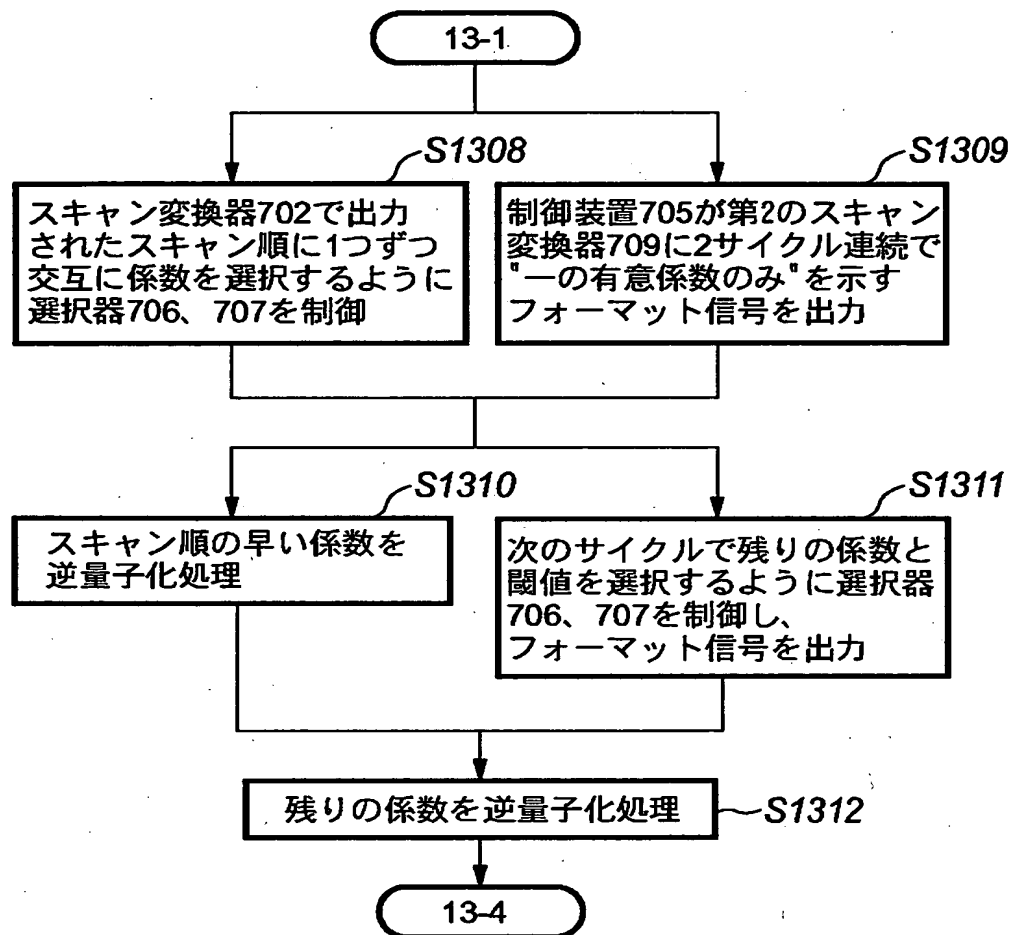 13-1
S1308
スキャン変換器702で出力
されたスキャン順に1つずつ
交互に係数を選択するように
選択器706、707を制御
S1309
制御装置705が第2のスキャン
変換器709に2サイクル連続で
"一の有意係数のみ"を示す
フォーマット信号を出力
S1310
スキャン順の早い係数を
逆量子化処理
S1311
次のサイクルで残りの係数と
閾値を選択するように選択器
706、707を制御し、
フォーマット信号を出力
残りの係数を逆量子化処理
S1312
13-4